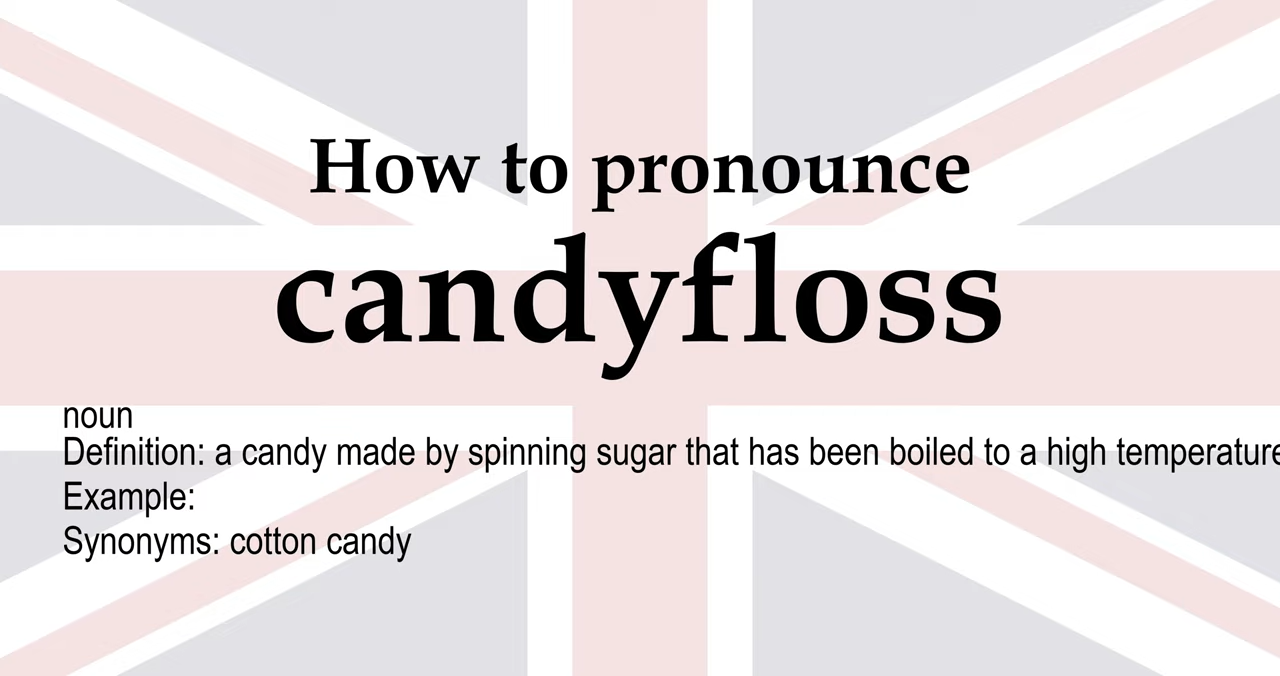 How to pronounce
candyfloss
noun
Definition: a candy made by spinning sugar that has been boiled to a high temperature
Example:
Synonyms: cotton candy